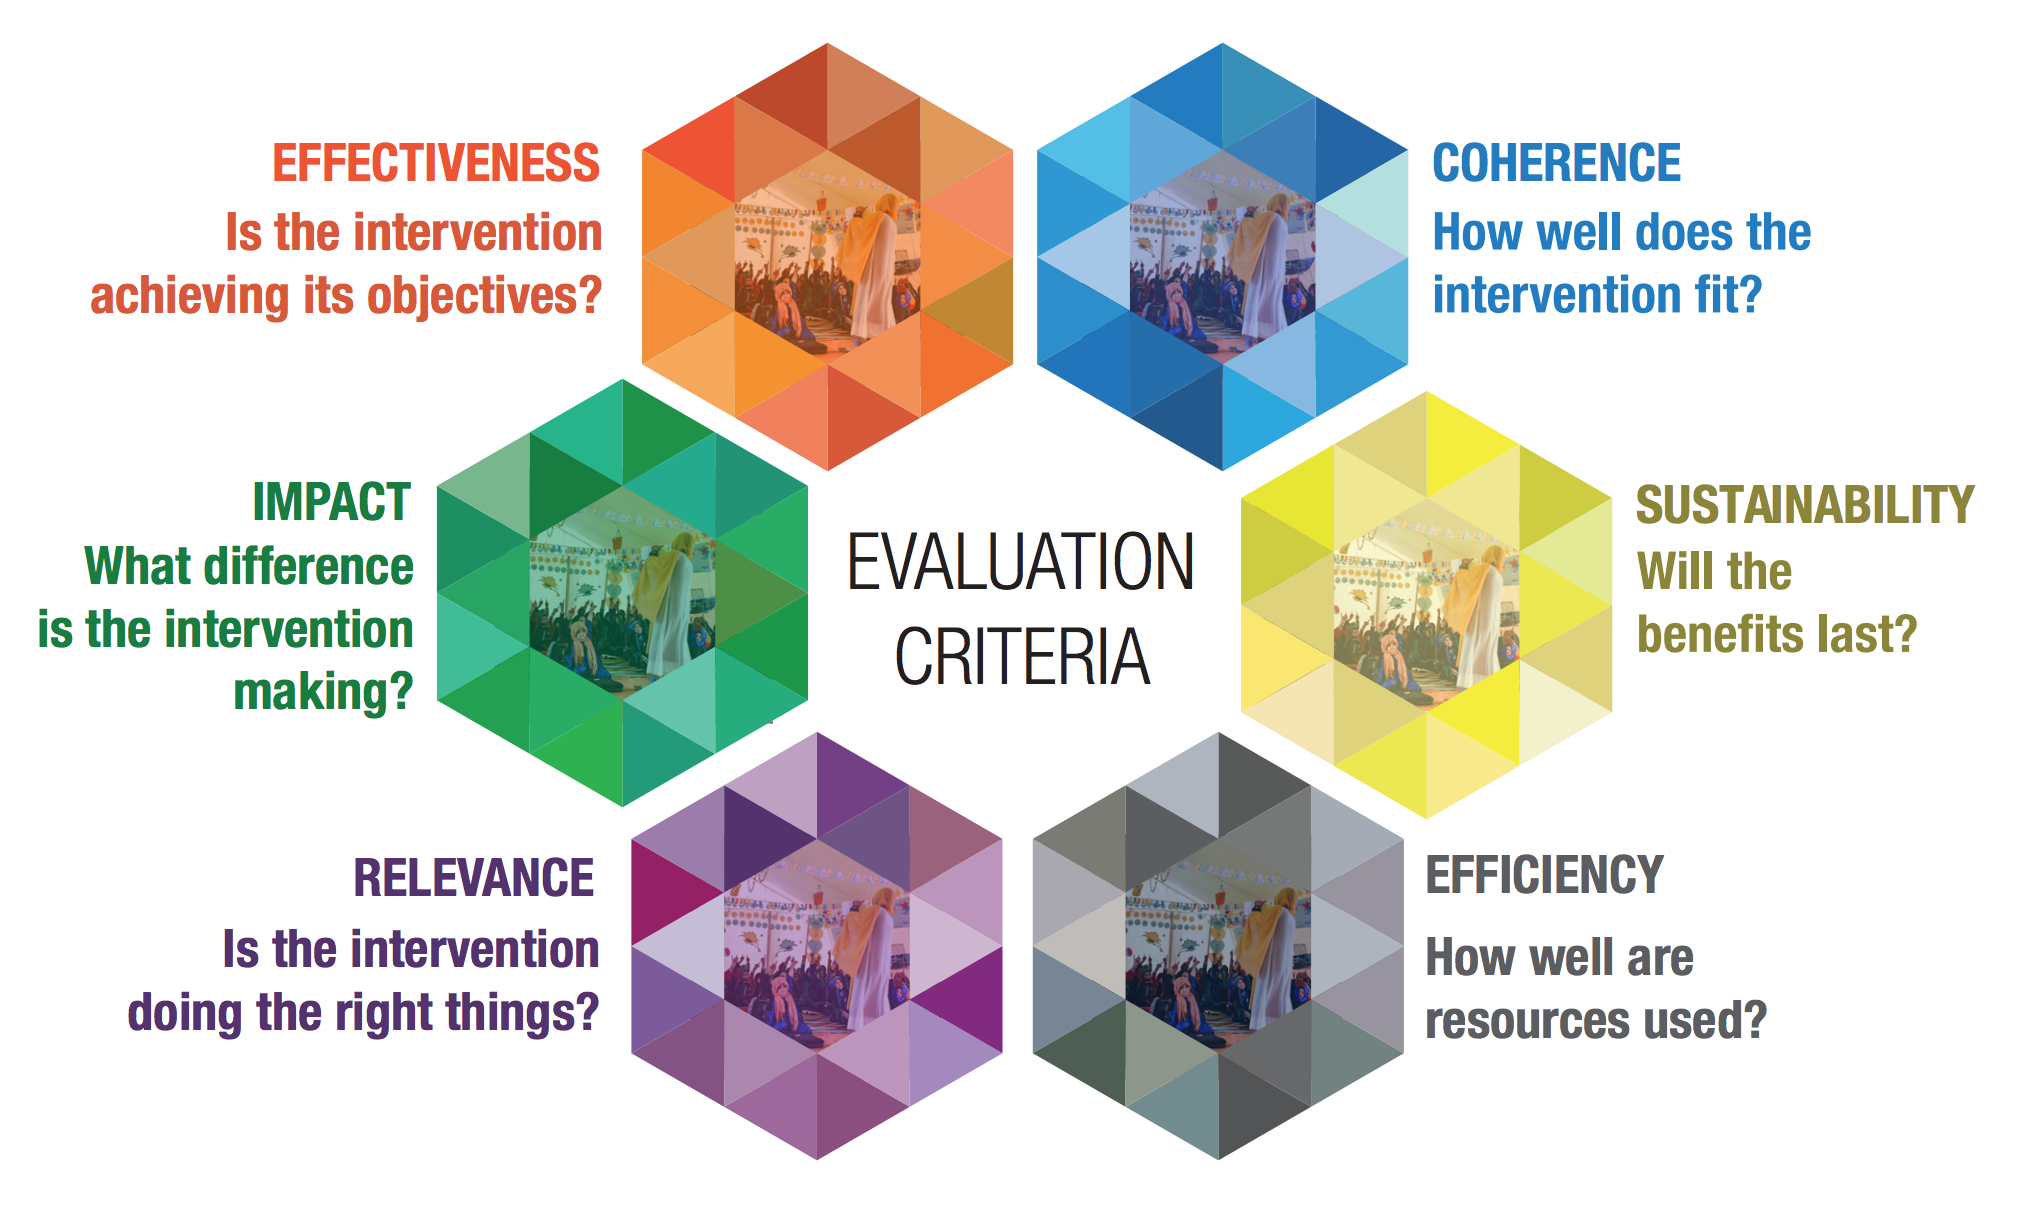 EFFECTIVENESS
Is the intervention
achieving its objectives?
COHERENCE
How well does the
intervention fit?
IMPACT
What difference
is the intervention
making?
EVALUATION
CRITERIA
SUSTAINABILITY
Will the
benefits last?
RELEVANCE
Is the intervention
doing the right things?
EFFICIENCY
How well are
resources used?